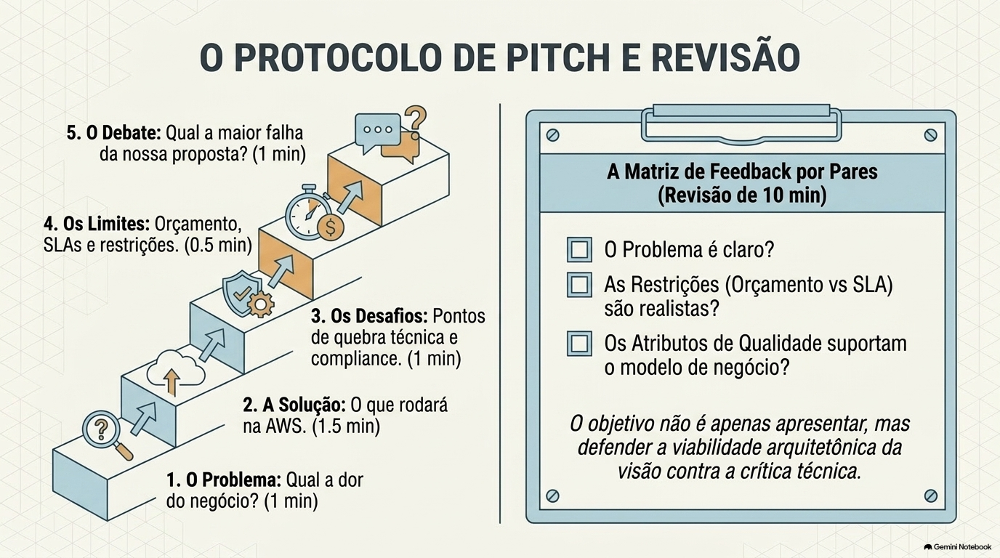 O PROTOCOLO DE PITCH E REVISÃO
5. O Debate: Qual a maior falha
da nossa proposta? (1 min)
4. Os Limites: Orçamento,
SLAs e restrições. (0.5 min)
3. Os Desafios: Pontos
de quebra técnica e
compliance. (1 min)
2. A Solução: O que rodará
na AWS. (1.5 min)
1. O Problema: Qual a dor
do negócio? (1 min)
A Matriz de Feedback por Pares
(Revisão de 10 min)
O Problema é claro?
As Restrições (Orçamento vs SLA)
são realistas?
Os Atributos de Qualidade suportam
o modelo de negócio?
O objetivo não é apenas apresentar, mas
defender a viabilidade arquitetônica da
visão contra a crítica técnica.
Gemini Notebook